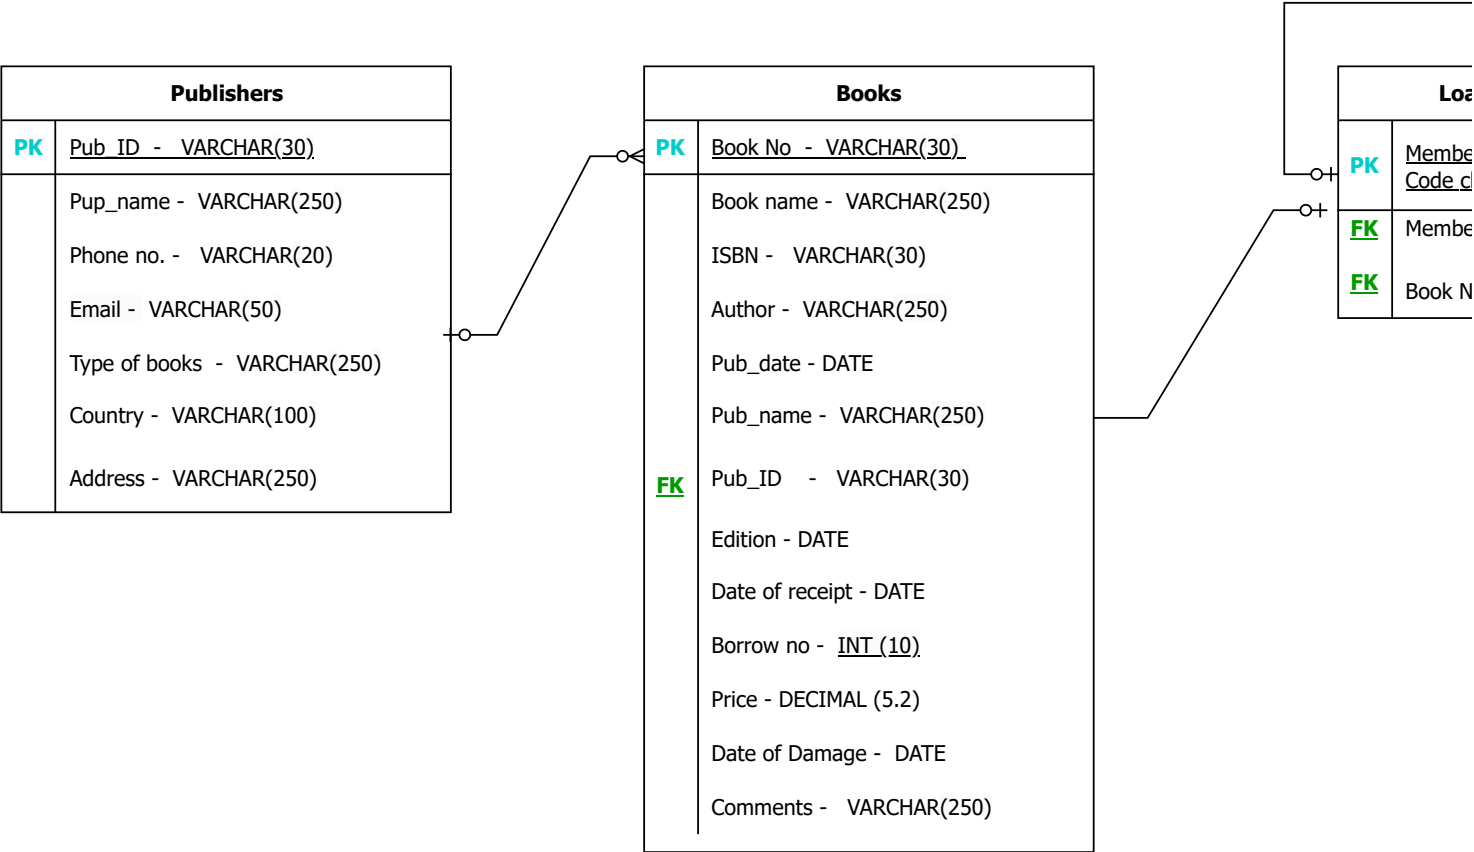 Publishers
PK Pub_ID - VARCHAR(30)
Pup_name - VARCHAR(250)
Phone no. - VARCHAR(20)
Email - VARCHAR(50)
Type of books - VARCHAR(250)
Country - VARCHAR(100)
Address - VARCHAR(250)
Books
PK Book No - VARCHAR(30)
Book name - VARCHAR(250)
ISBN - VARCHAR(30)
Author - VARCHAR(250)
Pub_date - DATE
Pub_name - VARCHAR(250)
FK Pub_ID - VARCHAR(30)
Edition - DATE
Date of receipt - DATE
Borrow no - INT (10)
Price - DECIMAL (5.2)
Date of Damage - DATE
Comments - VARCHAR(250)
PK
Code
FK
FK Book